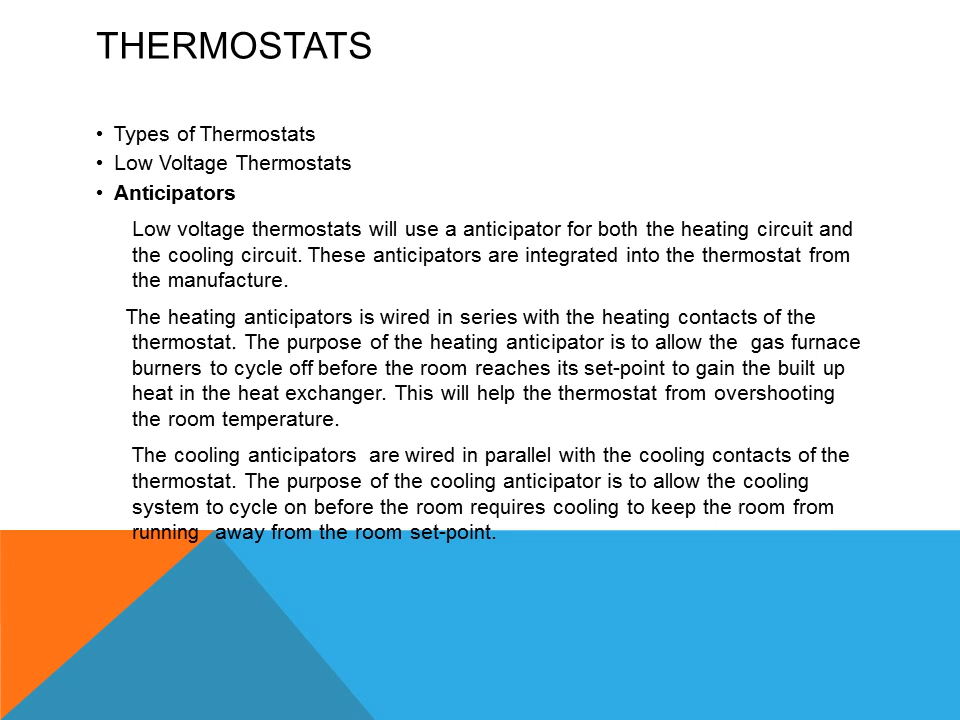 THERMOSTATS
• Types of Thermostats
• Low Voltage Thermostats
• Anticipators
Low voltage thermostats will use a anticipator for both the heating circuit and
the cooling circuit. These anticipators are integrated into the thermostat from
the manufacture.
The heating anticipators is wired in series with the heating contacts of the
thermostat. The purpose of the heating anticipator is to allow the  gas furnace
burners to cycle off before the room reaches its set-point to gain the built up
heat in the heat exchanger. This will help the thermostat from overshooting
the room temperature.
The cooling anticipators  are wired in parallel with the cooling contacts of the
thermostat. The purpose of the cooling anticipator is to allow the cooling
system to cycle on before the room requires cooling to keep the room from
running  away from the room set-point.